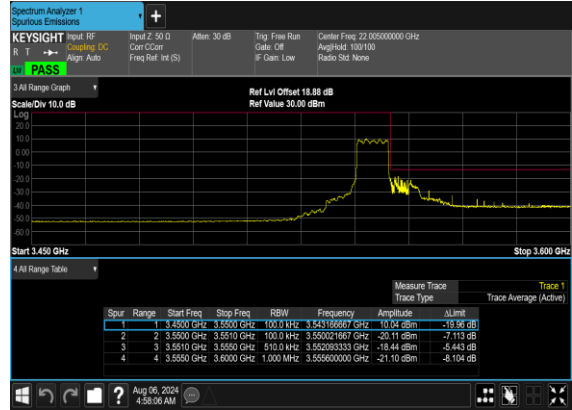 Spectrum Analyzer 1
Spurious Emissions
+
KEYSIGHT Input: RF Input Z: 50 Ω Atten: 30 dB Trig: Free Run Center Freq: 22.005000000 GHz
R T Coupling: DC Corr CCorr Gate: Off Avg|Hold: 100/100
Align: Auto Freq Ref: Int (S) IF Gain: Low Radio Std: None
LW PASS
3 All Range Graph
Ref Lvl Offset 18.88 dB
Scale/Div 10.0 dB Ref Value 30.00 dBm
Log
20.0
10.0
0.00
-10.0
-20.0
-30.0
-40.0
-50.0
-60.0
Start 3.450 GHz Stop 3.600 GHz
4 All Range Table
Measure Trace Trace 1
Trace Type Trace Average (Active)
Spur Range Start Freq Stop Freq RBW Frequency Amplitude ΔLimit
1 1 3.4500 GHz 3.5500 GHz 100.0 kHz 3.543166667 GHz 10.04 dBm -19.96 dB
2 2 3.5500 GHz 3.5510 GHz 100.0 kHz 3.550021667 GHz -20.11 dBm -7.113 dB
3 3 3.5510 GHz 3.5550 GHz 510.0 kHz 3.552093333 GHz -18.44 dBm -5.443 dB
4 4 3.5550 GHz 3.6000 GHz 1.000 MHz 3.555600000 GHz -21.10 dBm -8.104 dB
? Aug 06, 2024
4:58:06 AM